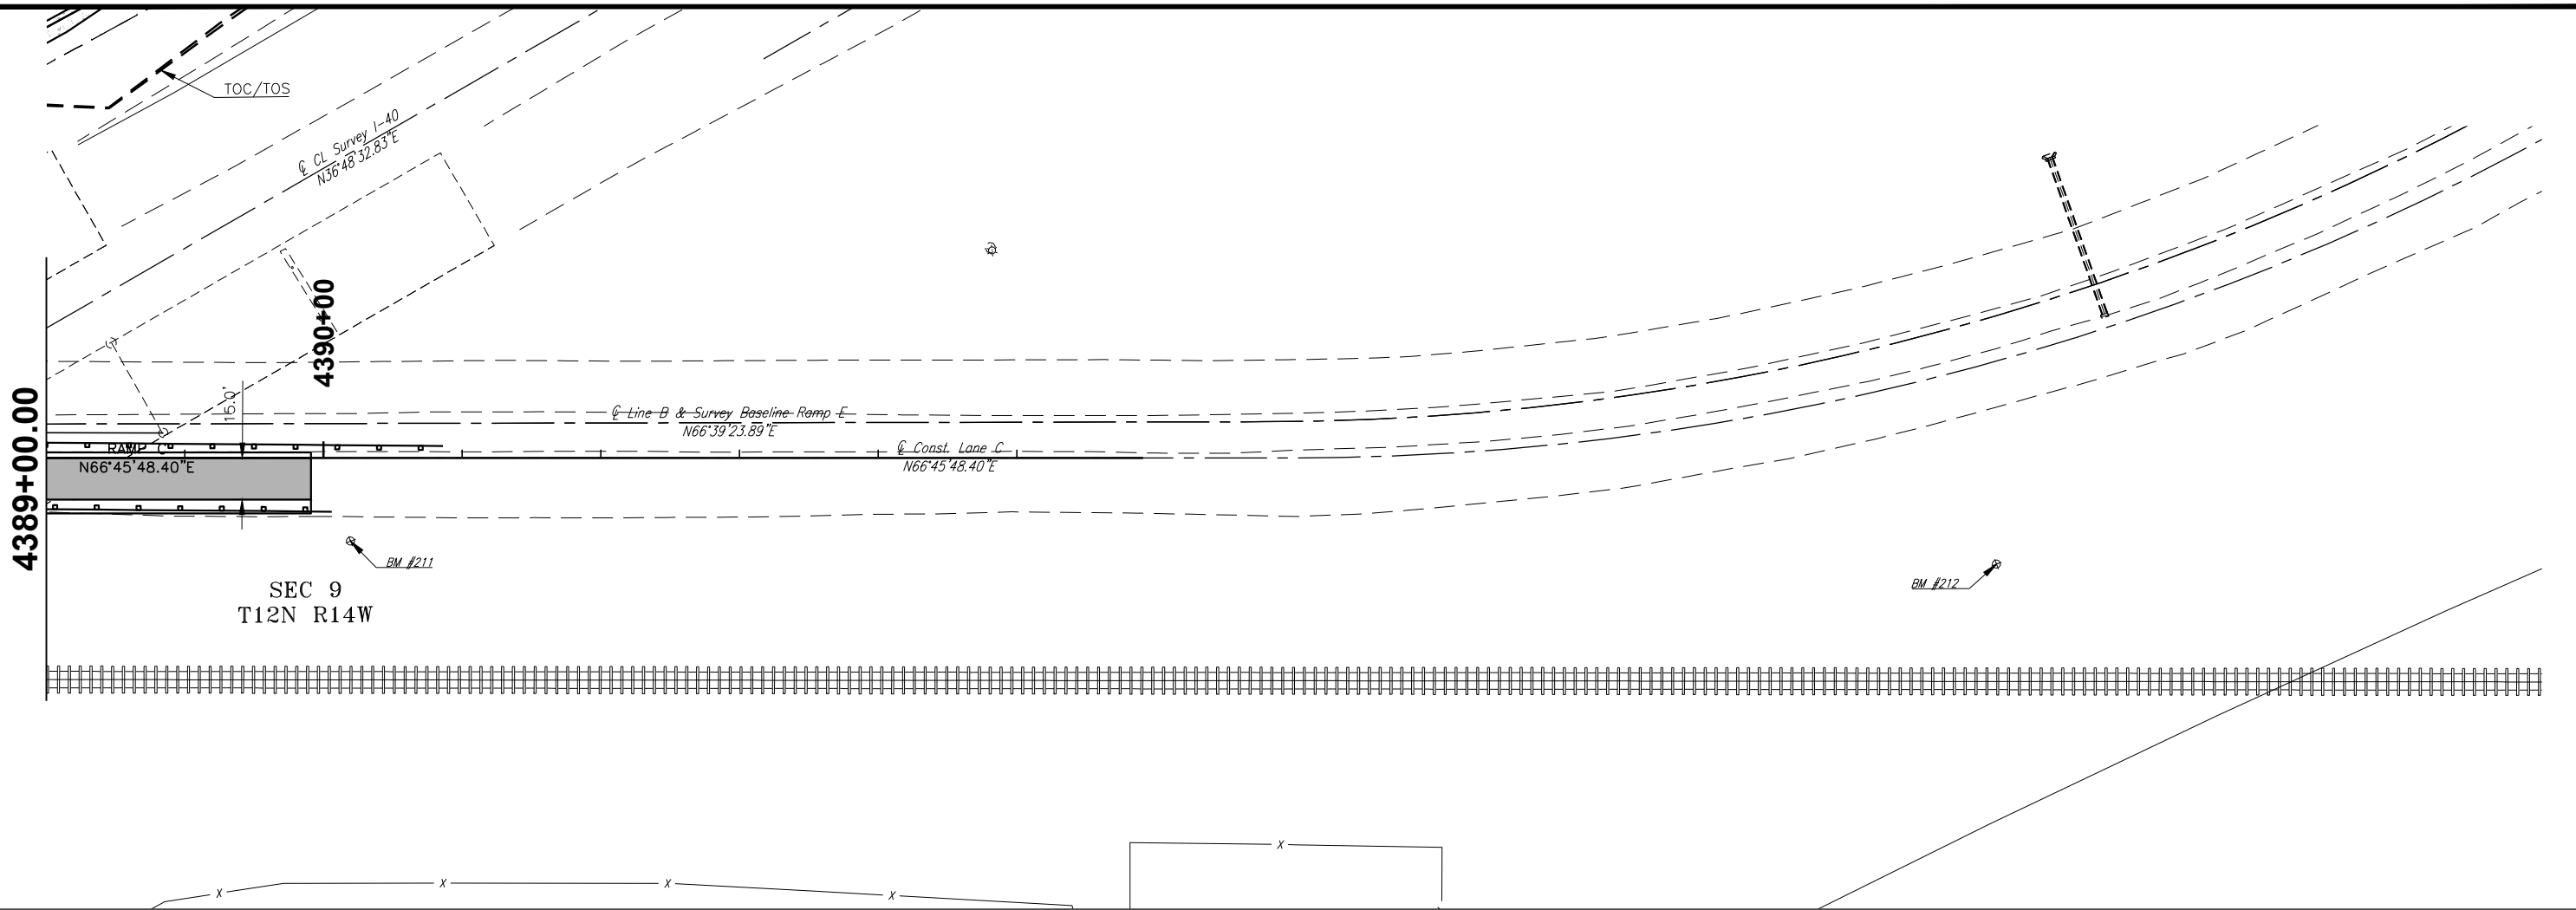 TOC/TOS
℄ CL Survey I-40
N36°48'32.83"E
4390+00
4389+00.00
15.0'
℄ Line B & Survey Baseline Ramp E
N66°39'23.89"E
RAMP C
N66°45'48.40"E
℄ Const. Lane C
N66°45'48.40"E
BM #211
BM #212
SEC 9
T12N R14W
X
X
X
X
X